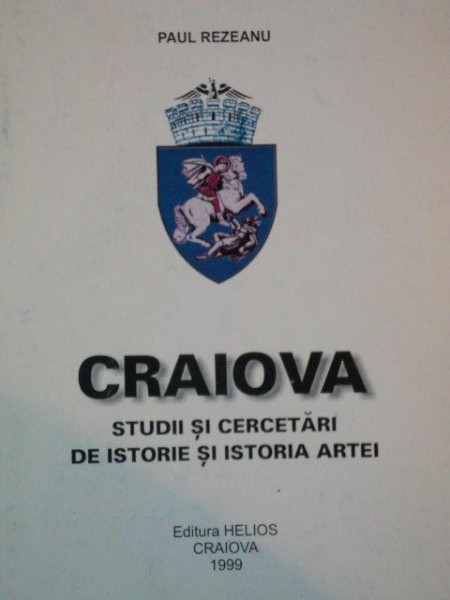 PAUL REZEANU
CRAIOVA
STUDII ȘI CERCETĂRI
DE ISTORIE ȘI ISTORIA ARTEI
Editura HELIOS
CRAIOVA
1999